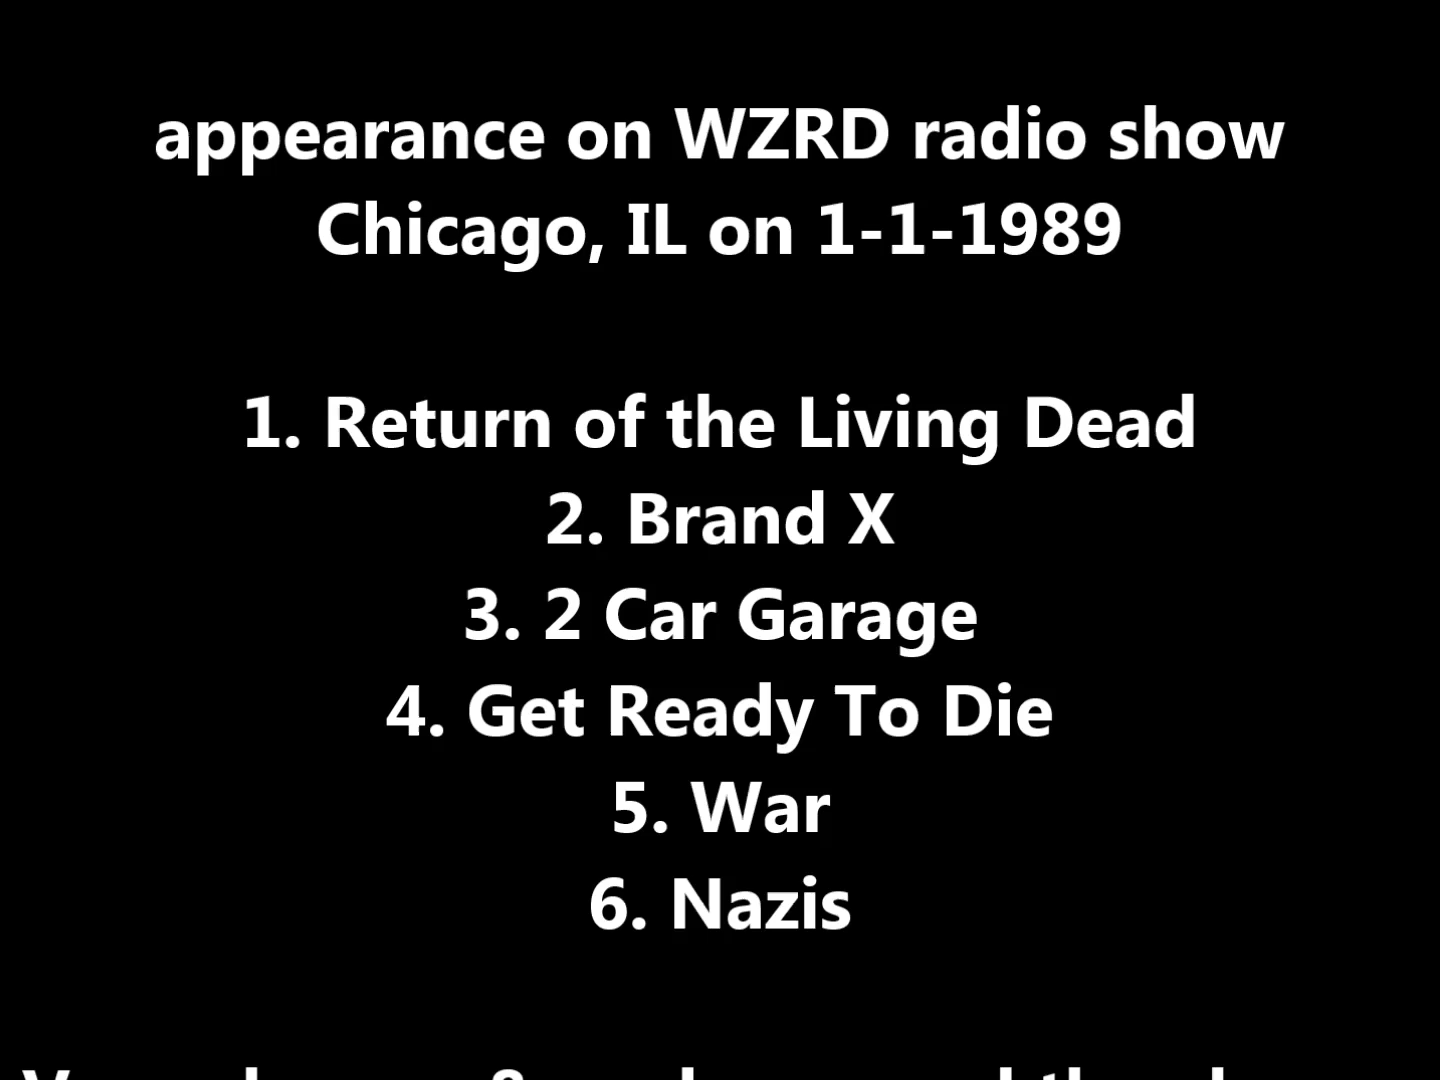 appearance on WZRD radio show
Chicago, IL on 1-1-1989
1. Return of the Living Dead
2. Brand X
3. 2 Car Garage
4. Get Ready To Die
5. War
6. Nazis